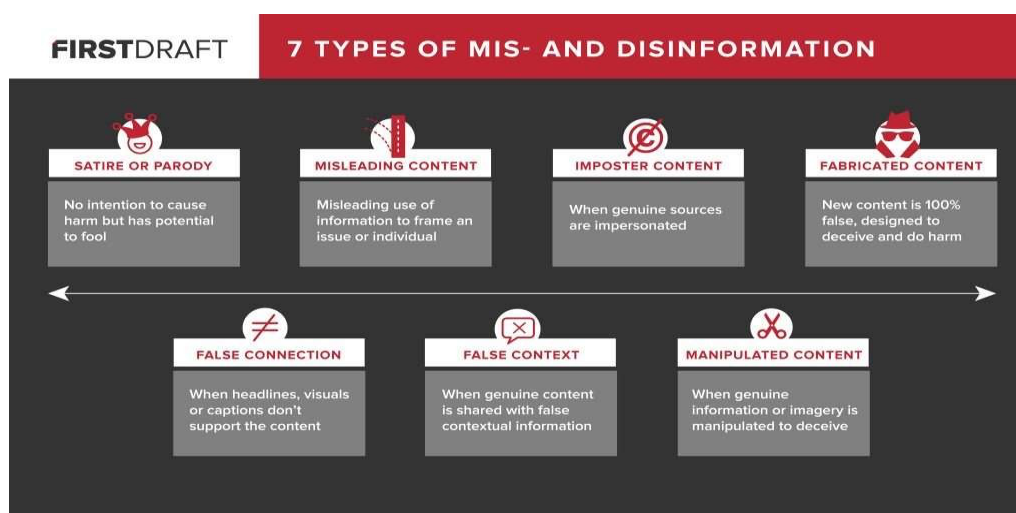 FIRSTDRAFT
7 TYPES OF MIS- AND DISINFORMATION
SATIRE OR PARODY
No intention to cause
harm but has potential
to fool
MISLEADING CONTENT
Misleading use of
information to frame an
issue or individual
IMPOSTER CONTENT
When genuine sources
are impersonated
FABRICATED CONTENT
New content is 100%
false, designed to
deceive and do harm
FALSE CONNECTION
When headlines, visuals
or captions don't
support the content
FALSE CONTEXT
When genuine content
is shared with false
contextual information
MANIPULATED CONTENT
When genuine
information or imagery is
manipulated to deceive